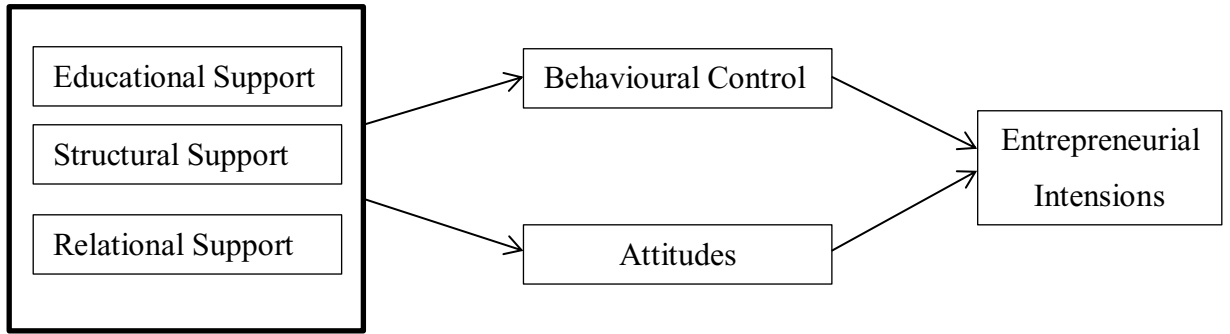 Educational Support
Structural Support
Relational Support
Behavioural Control
Attitudes
Entrepreneurial
Intensions